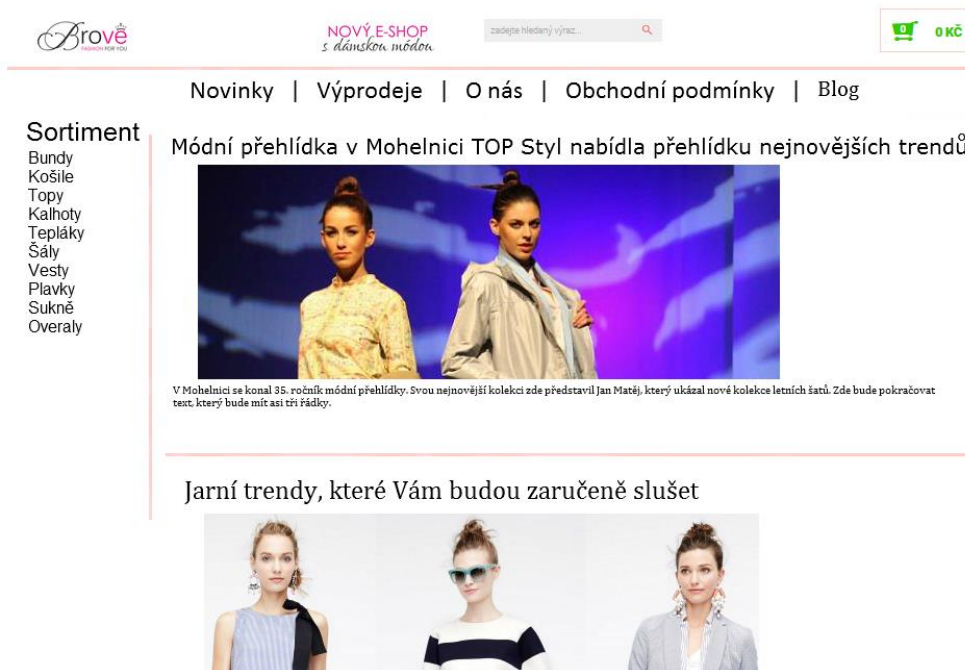 Brovë
FASHION FOR YOU
NOVÝ E-SHOP
s dámskou módou
zadejte hledaný výraz...
0
0 KČ
Novinky | Výprodeje | O nás | Obchodní podmínky | Blog
Sortiment
Bundy
Košile
Topy
Kalhoty
Tepláky
Šály
Vesty
Plavky
Sukně
Overaly
Módní přehlídka v Mohelnici TOP Styl nabídla přehlídku nejnovějších trendů
V Mohelnici se konal 35. ročník módní přehlídky. Svou nejnovější kolekci zde představil Jan Matěj, který ukázal nové kolekce letních šatů. Zde bude pokračovat
text, který bude mít asi tři řádky.
Jarní trendy, které Vám budou zaručeně slušet